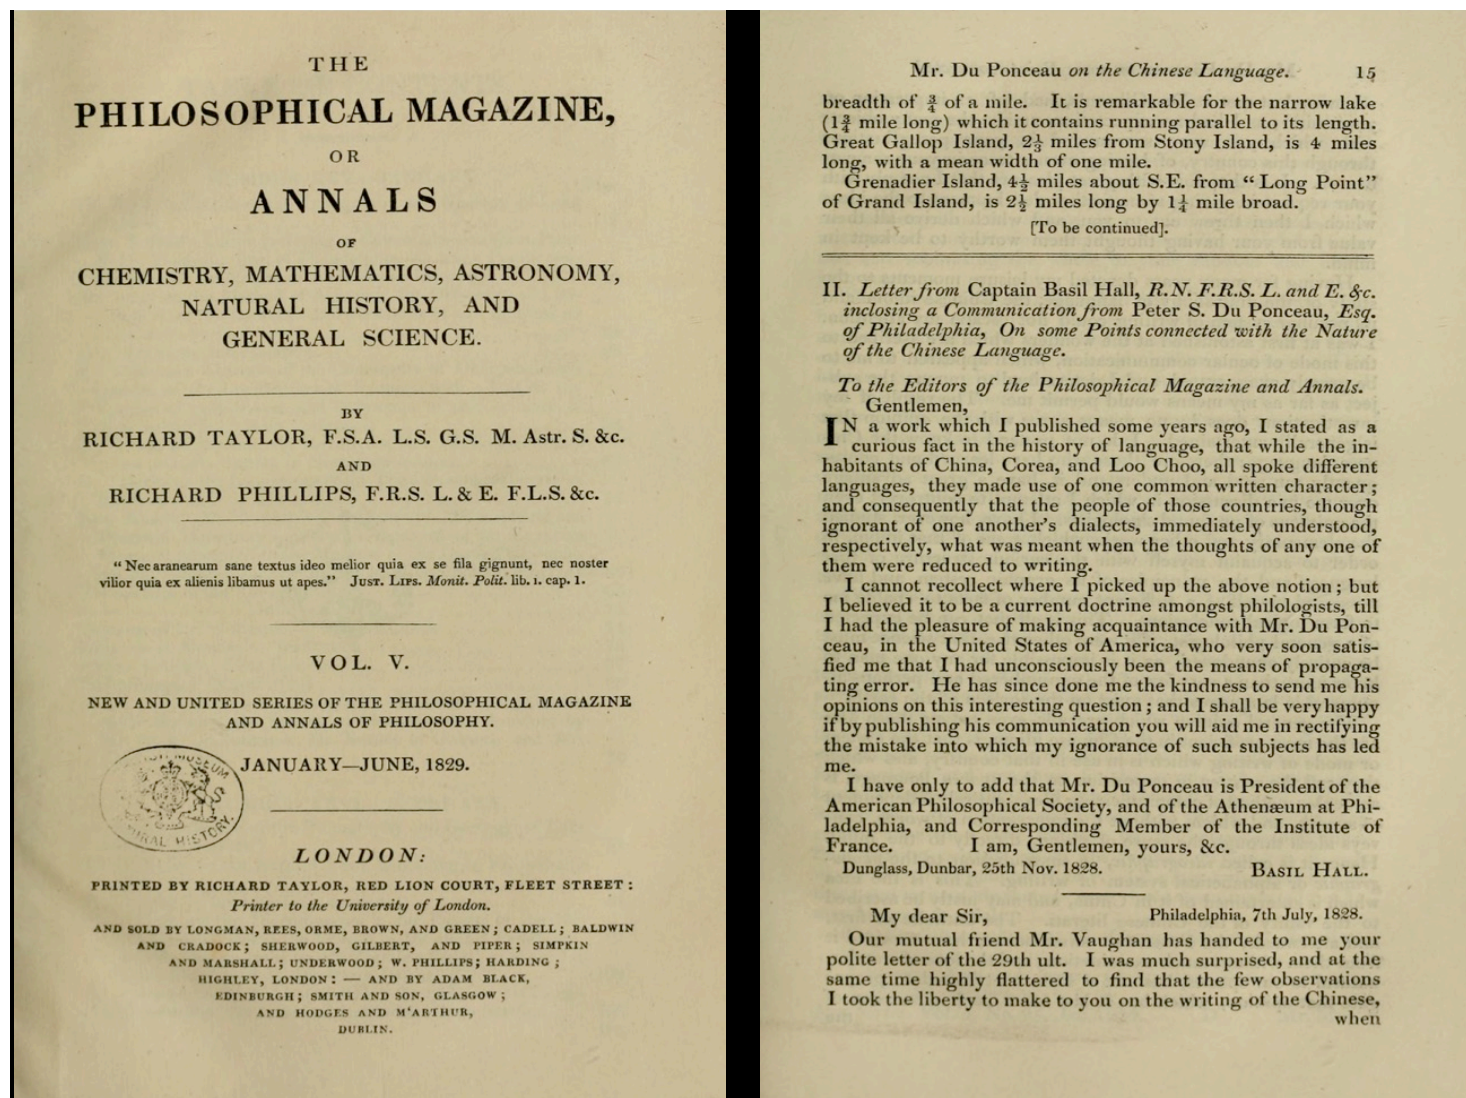 THE
PHILOSOPHICAL MAGAZINE,
OR
ANNALS
OF
CHEMISTRY, MATHEMATICS, ASTRONOMY,
NATURAL HISTORY, AND
GENERAL SCIENCE.
BY
RICHARD TAYLOR, F.S.A. L.S. G.S. M. Astr. S. &c.
AND
RICHARD PHILLIPS, F.R.S. L. & E. F.L.S. &c.
“ Nec aranearum sane textus ideo melior quia ex se fila gignunt, nec noster
vilior quia ex alienis libamus ut apes.” JUST. LIPS. Monit. Polit. lib. 1. cap. 1.
VOL. V.
NEW AND UNITED SERIES OF THE PHILOSOPHICAL MAGAZINE
AND ANNALS OF PHILOSOPHY.
JANUARY—JUNE, 1829.
HISTORY.
LONDON:
PRINTED BY RICHARD TAYLOR, RED LION COURT, FLEET STREET :
Printer to the University of London.
AND SOLD BY LONGMAN, REES, ORME, BROWN, AND GREEN ; CADELL ; BALDWIN
AND CRADOCK ; SHERWOOD, GILBERT, AND PIPER ; SIMPKIN
AND MARSHALL ; UNDERWOOD ; W. PHILLIPS ; HARDING ;
HIGHLEY, LONDON : — AND BY ADAM BLACK,
EDINBURGH ; SMITH AND SON, GLASGOW ;
AND HODGES AND M'ARTHUR,
DUBLIN.
Mr. Du Ponceau on the Chinese Language. 15
breadth of ¾ of a mile. It is remarkable for the narrow lake
(1¾ mile long) which it contains running parallel to its length.
Great Gallop Island, 2⅓ miles from Stony Island, is 4 miles
long, with a mean width of one mile.
Grenadier Island, 4½ miles about S.E. from “ Long Point”
of Grand Island, is 2½ miles long by 1¼ mile broad.
[To be continued].
II. Letter from Captain Basil Hall, R.N. F.R.S. L. and E. &c.
inclosing a Communication from Peter S. Du Ponceau, Esq.
of Philadelphia, On some Points connected with the Nature
of the Chinese Language.
To the Editors of the Philosophical Magazine and Annals.
Gentlemen,
IN a work which I published some years ago, I stated as a
curious fact in the history of language, that while the in-
habitants of China, Corea, and Loo Choo, all spoke different
languages, they made use of one common written character ;
and consequently that the people of those countries, though
ignorant of one another's dialects, immediately understood,
respectively, what was meant when the thoughts of any one of
them were reduced to writing.
I cannot recollect where I picked up the above notion ; but
I believed it to be a current doctrine amongst philologists, till
I had the pleasure of making acquaintance with Mr. Du Pon-
ceau, in the United States of America, who very soon satis-
fied me that I had unconsciously been the means of propaga-
ting error. He has since done me the kindness to send me his
opinions on this interesting question ; and I shall be very happy
if by publishing his communication you will aid me in rectifying
the mistake into which my ignorance of such subjects has led
me.
I have only to add that Mr. Du Ponceau is President of the
American Philosophical Society, and of the Athenæum at Phi-
ladelphia, and Corresponding Member of the Institute of
France. I am, Gentlemen, yours, &c.
Dunglass, Dunbar, 25th Nov. 1828. BASIL HALL.
My dear Sir, Philadelphia, 7th July, 1828.
Our mutual friend Mr. Vaughan has handed to me your
polite letter of the 29th ult. I was much surprised, and at the
same time highly flattered to find that the few observations
I took the liberty to make to you on the writing of the Chinese,
when